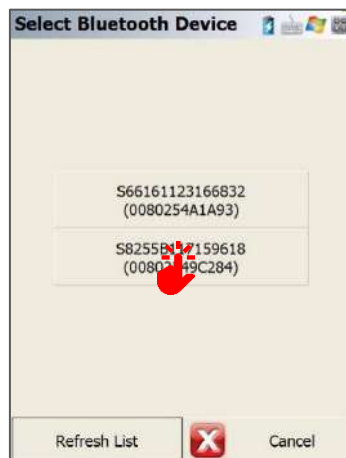 Select Bluetooth Device
S66161123166832
(0080254A1A93)
Refresh List
Cancel